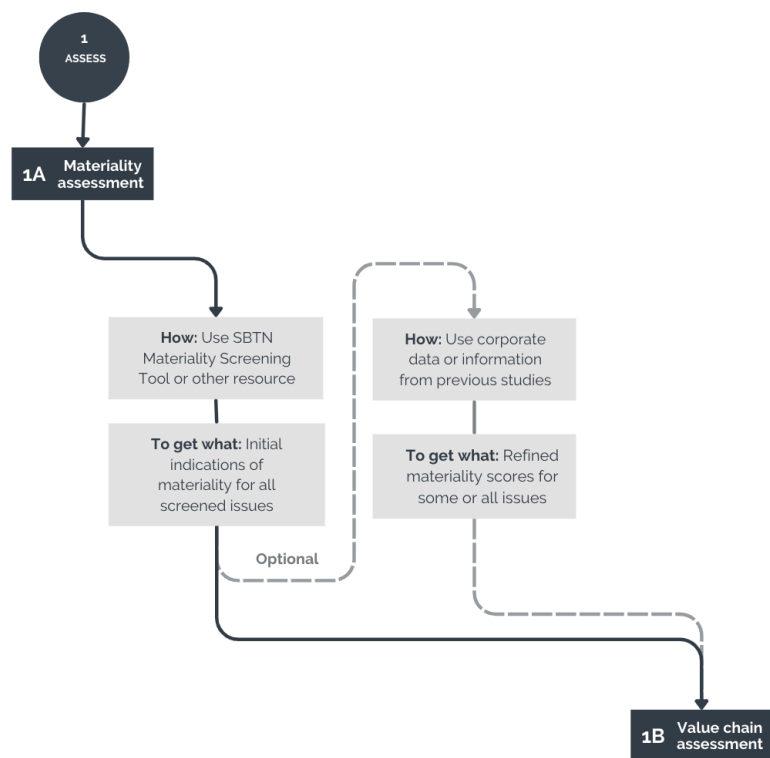 1
ASSESS
1A Materiality
assessment
How: Use SBTN
Materiality Screening
Tool or other resource
To get what: Initial
indications of
materiality for all
screened issues
Optional
How: Use corporate
data or information
from previous studies
To get what: Refined
materiality scores for
some or all issues
1B Value chain
assessment